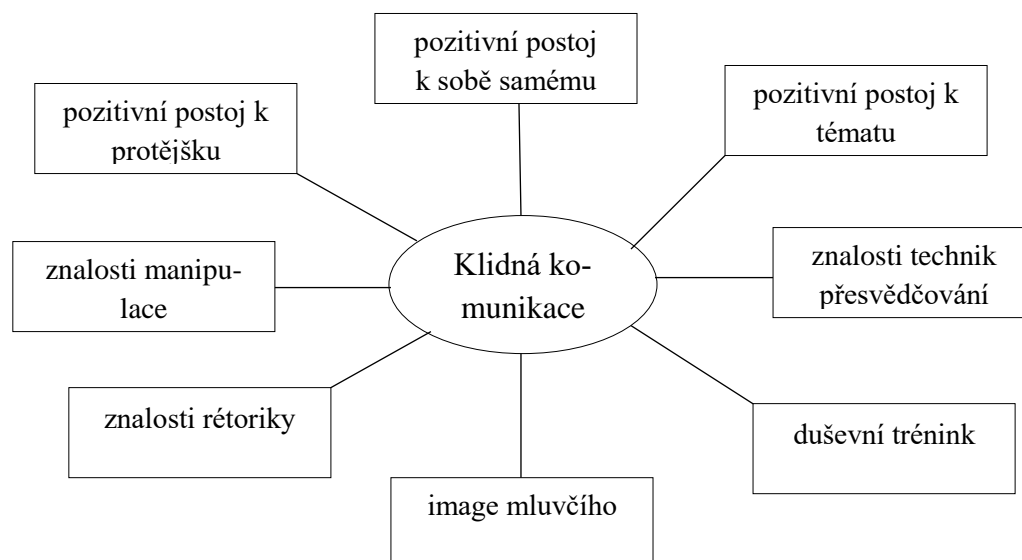 pozitivní postoj
k sobě samému
pozitivní postoj k
protějšku
pozitivní postoj k
tématu
znalosti manipu-
lace
Klidná ko-
munikace
znalosti technik
přesvědčování
znalosti rétoriky
duševní trénink
image mluvčího